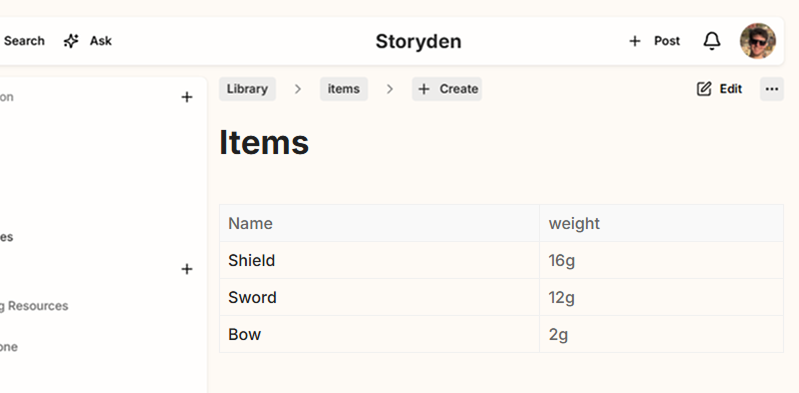 Search Ask Storyden + Post
on +
Library > items > + Create Edit ...
Items
Name weight
Shield 16g
es
Sword 12g
+
g Resources
Bow 2g
one